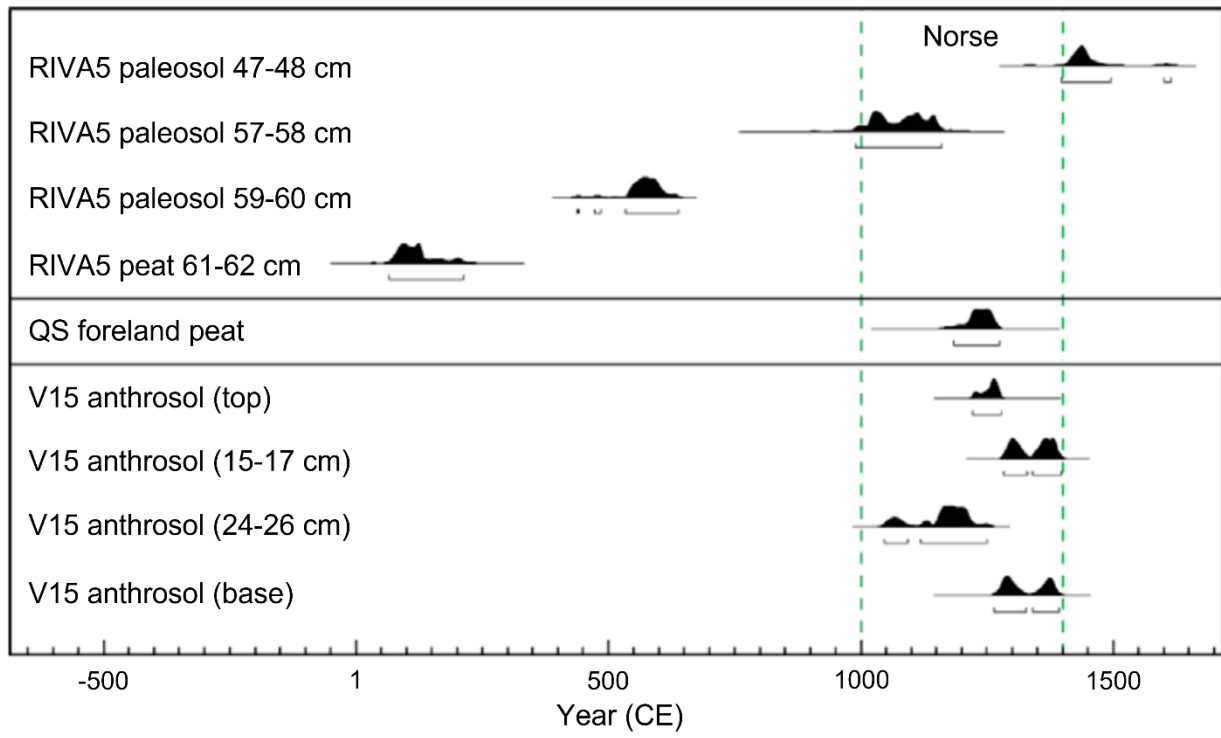 Norse
RIVA5 paleosol 47-48 cm
RIVA5 paleosol 57-58 cm
RIVA5 paleosol 59-60 cm
RIVA5 peat 61-62 cm
QS foreland peat
V15 anthrosol (top)
V15 anthrosol (15-17 cm)
V15 anthrosol (24-26 cm)
V15 anthrosol (base)
-500 1 500 1000 1500
Year (CE)